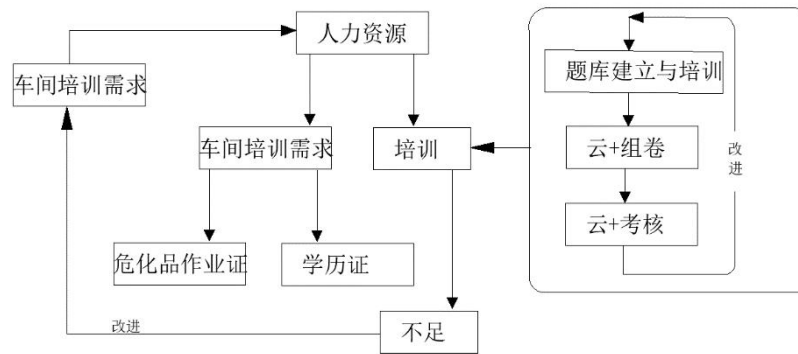 人力资源
车间培训需求
题库建立与培训
车间培训需求
培训
云+组卷
改
进
云+考核
危化品作业证
学历证
改进
不足